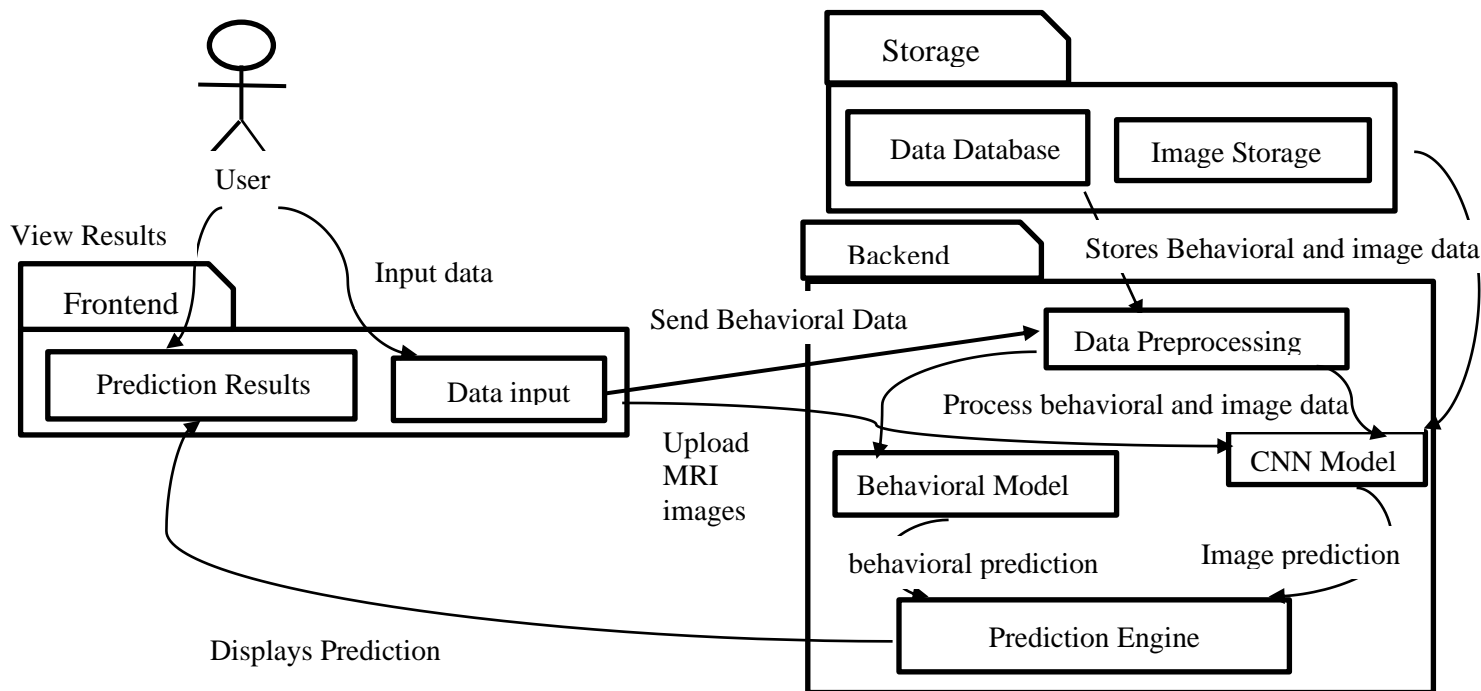 Storage
Data Database
Image Storage
User
View Results
Input data
Backend
Stores Behavioral and image data
Frontend
Send Behavioral Data
Data Preprocessing
Prediction Results
Data input
Process behavioral and image data
Upload
MRI
images
CNN Model
Behavioral Model
behavioral prediction
Image prediction
Prediction Engine
Displays Prediction